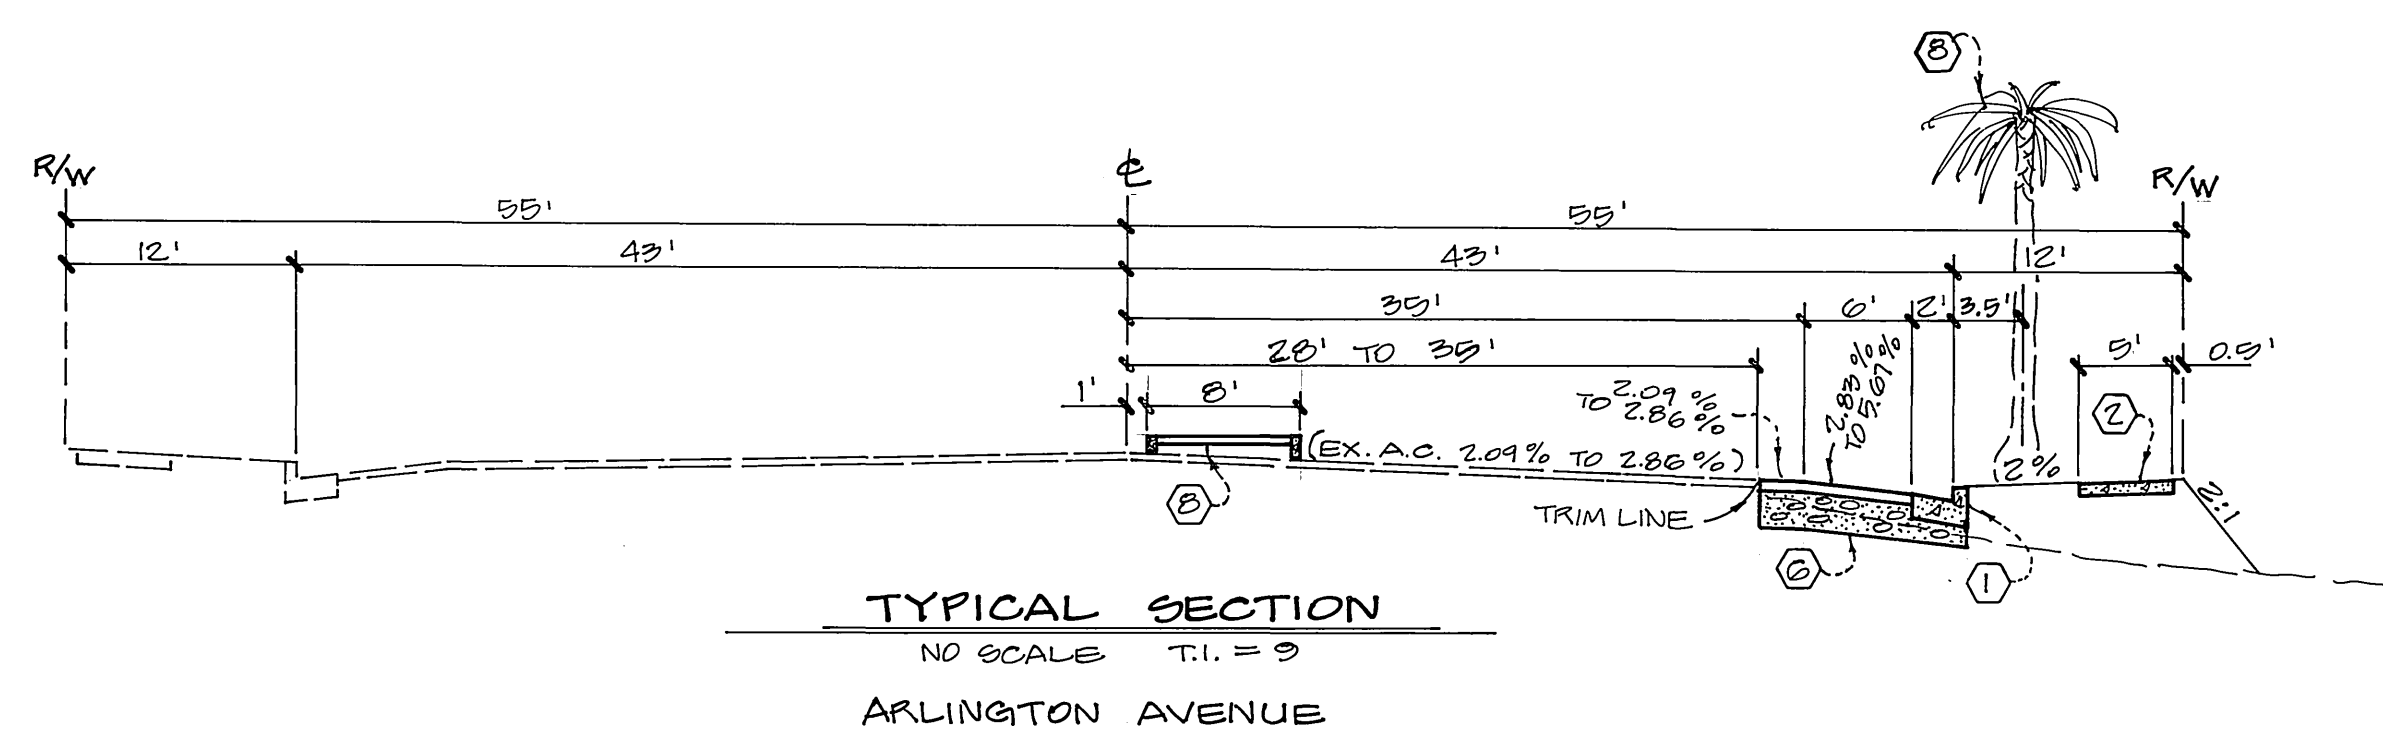 8
R/W
℄
R/W
55'
55'
12'
43'
43'
12'
35'
6'
2'
3.5'
28' TO 35'
5'
0.5'
1'
8'
2.09 %
TO 2.86 %
2.83 %
TO 5.67 %
2
(EX. A.C. 2.09% TO 2.86%)
(2%
2:1
8
TRIM LINE
6
1
TYPICAL SECTION
NO SCALE T.I. = 9
ARLINGTON AVENUE